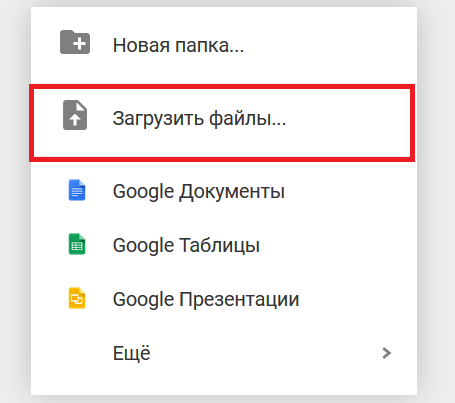 Новая папка...
Загрузить файлы...
Google Документы
Google Таблицы
Google Презентации
Ещё